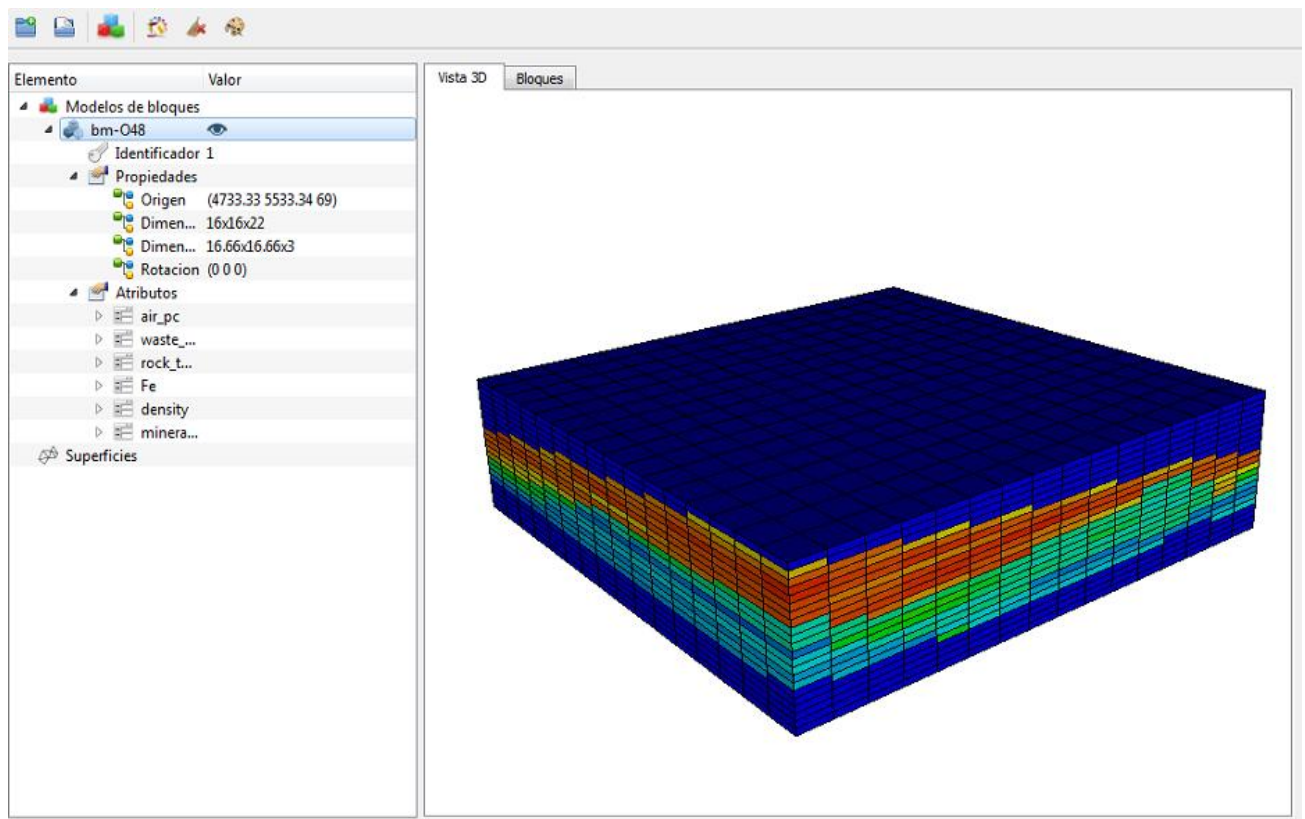 Elemento Valor
Modelos de bloques
bm-O48
Identificador 1
Propiedades
Origen (4733.33 5533.34 69)
Dimen... 16x16x22
Dimen... 16.66x16.66x3
Rotacion (0 0 0)
Atributos
air_pc
waste_...
rock_t...
Fe
density
minera...
Superficies
Vista 3D Bloques